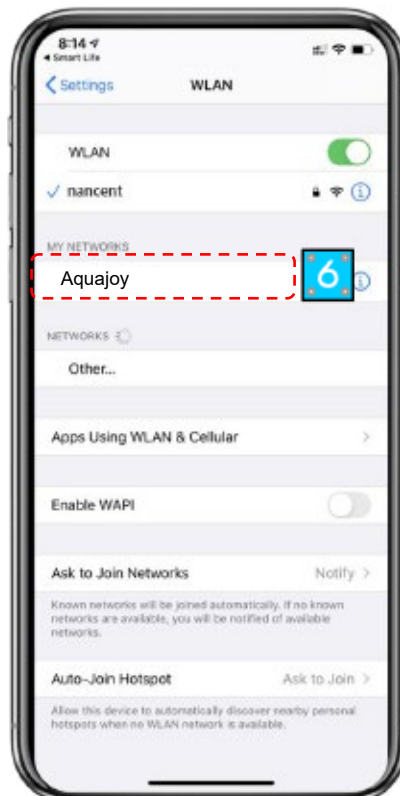 8:14
◀ Smart Life
Settings
WLAN
WLAN
nancent
MY NETWORKS
Aquajoy
6
NETWORKS
Other...
Apps Using WLAN & Cellular
Enable WAPI
Ask to Join Networks
Notify
Known networks will be joined automatically. If no known
networks are available, you will be notified of available
networks.
Auto-Join Hotspot
Ask to Join
Allow this device to automatically discover nearby personal
hotspots when no WLAN network is available.